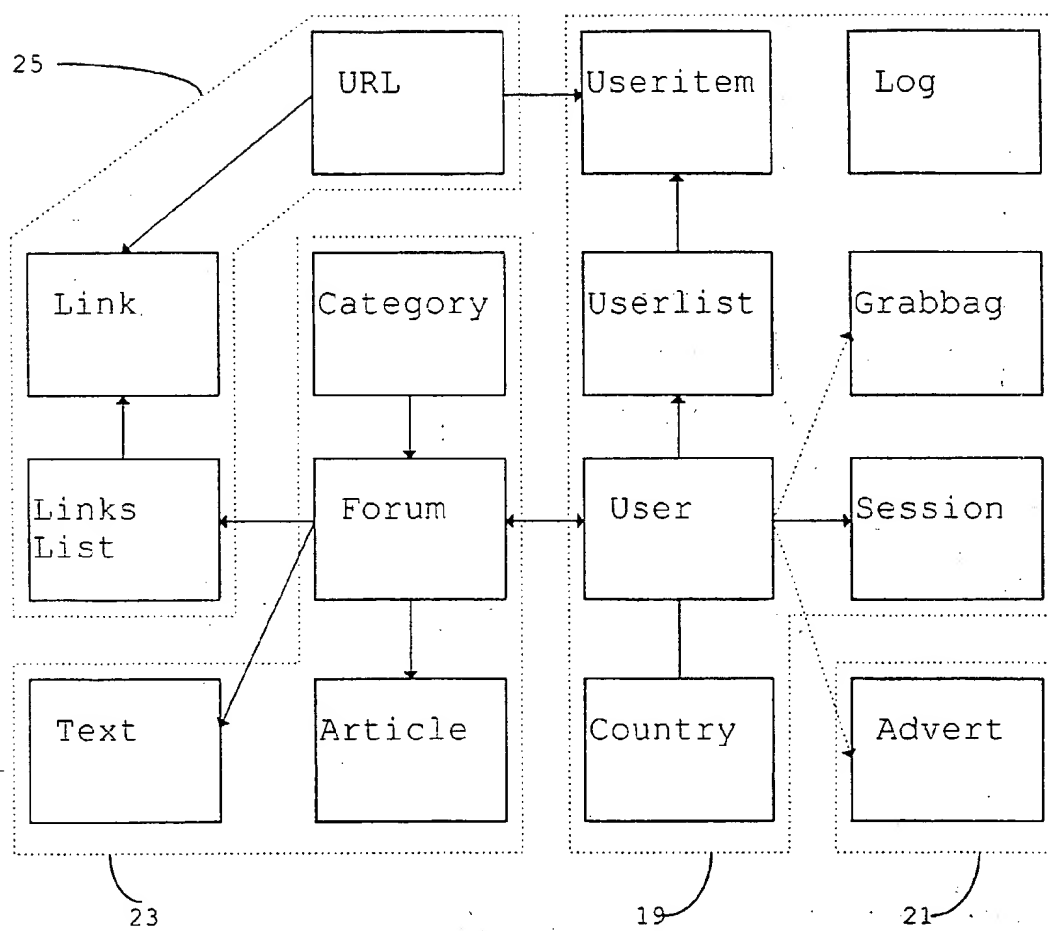 25
URL
Useritem
Log
Link
Category
Userlist
Grabbag
Links
List
Forum
User
Session
Text
Article
Country
Advert
23
19
21